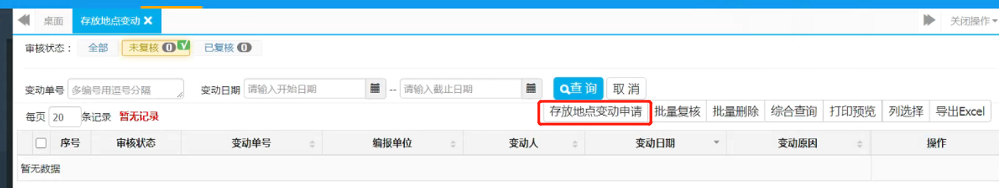 桌面 存放地点变动 关闭操作
审核状态： 全部 未复核 0 已复核 0
变动单号 多编号用逗号分隔 变动日期 请输入开始日期 -- 请输入截止日期 查 询 取 消
每页 20 条记录 暂无记录 存放地点变动申请 批量复核 批量删除 综合查询 打印预览 列选择 导出Excel
序号 审核状态 变动单号 编报单位 变动人 变动日期 变动原因 操作
暂无数据